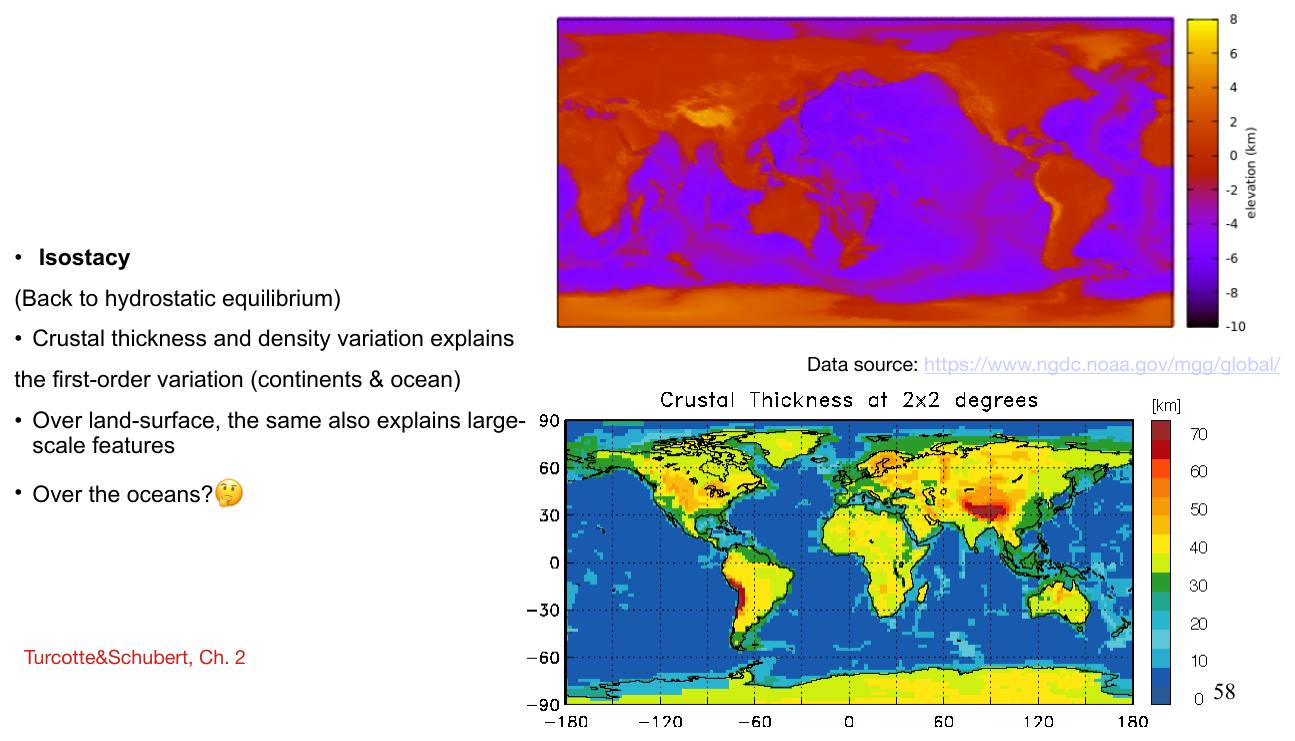 8
6
4
2
0
-2
-4
-6
-8
-10
elevation (km)
• Isostacy
(Back to hydrostatic equilibrium)
• Crustal thickness and density variation explains
the first-order variation (continents & ocean)
• Over land-surface, the same also explains large-
scale features
• Over the oceans?🤔
Turcotte&Schubert, Ch. 2
Data source: https://www.ngdc.noaa.gov/mgg/global/
Crustal Thickness at 2x2 degrees
[km]
90
60
30
0
−30
−60
−90
−180 −120 −60 0 60 120 180
70
60
50
40
30
20
10
0
58